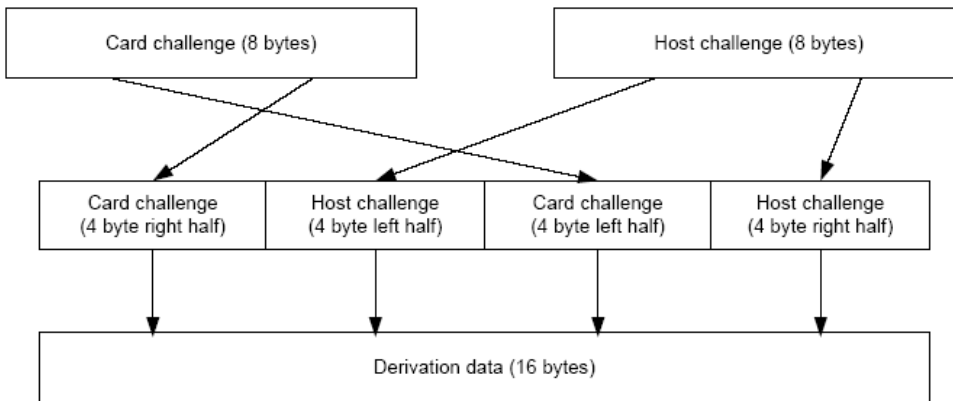 Card challenge (8 bytes)
Host challenge (8 bytes)
Card challenge
(4 byte right half)
Host challenge
(4 byte left half)
Card challenge
(4 byte left half)
Host challenge
(4 byte right half)
Derivation data (16 bytes)